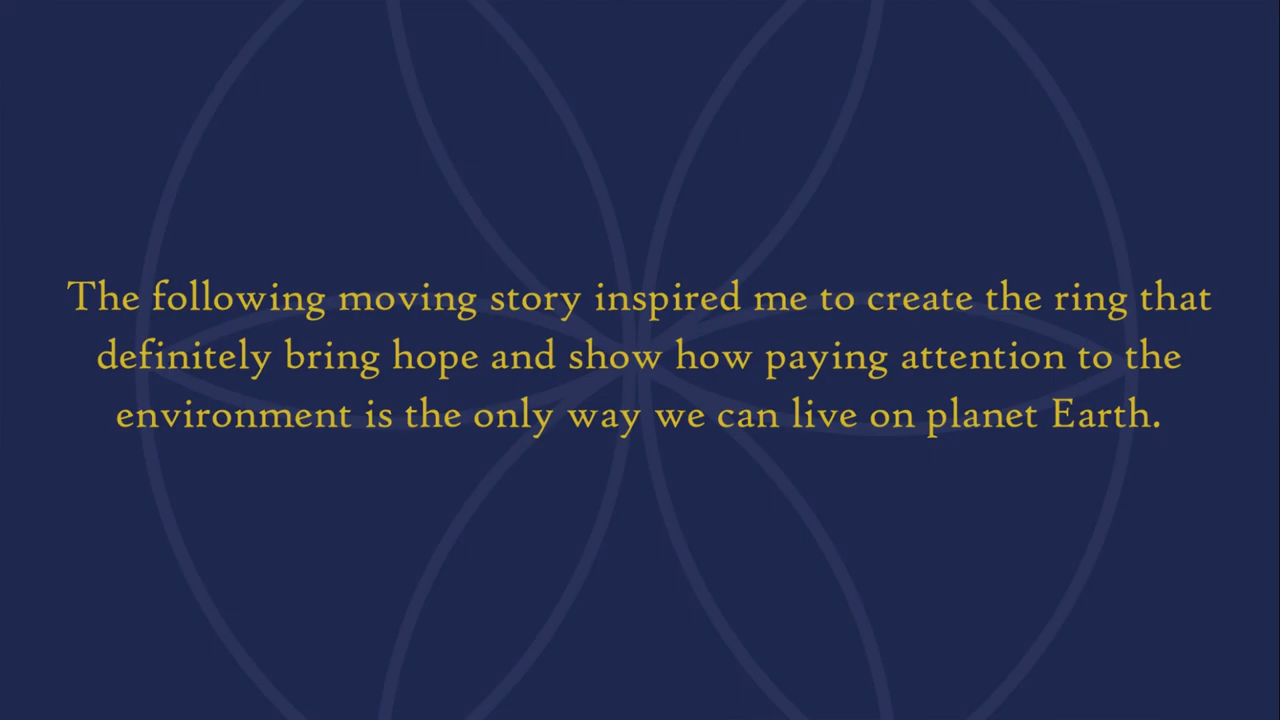 The following moving story inspired me to create the ring that
definitely bring hope and show how paying attention to the
environment is the only way we can live on planet Earth.